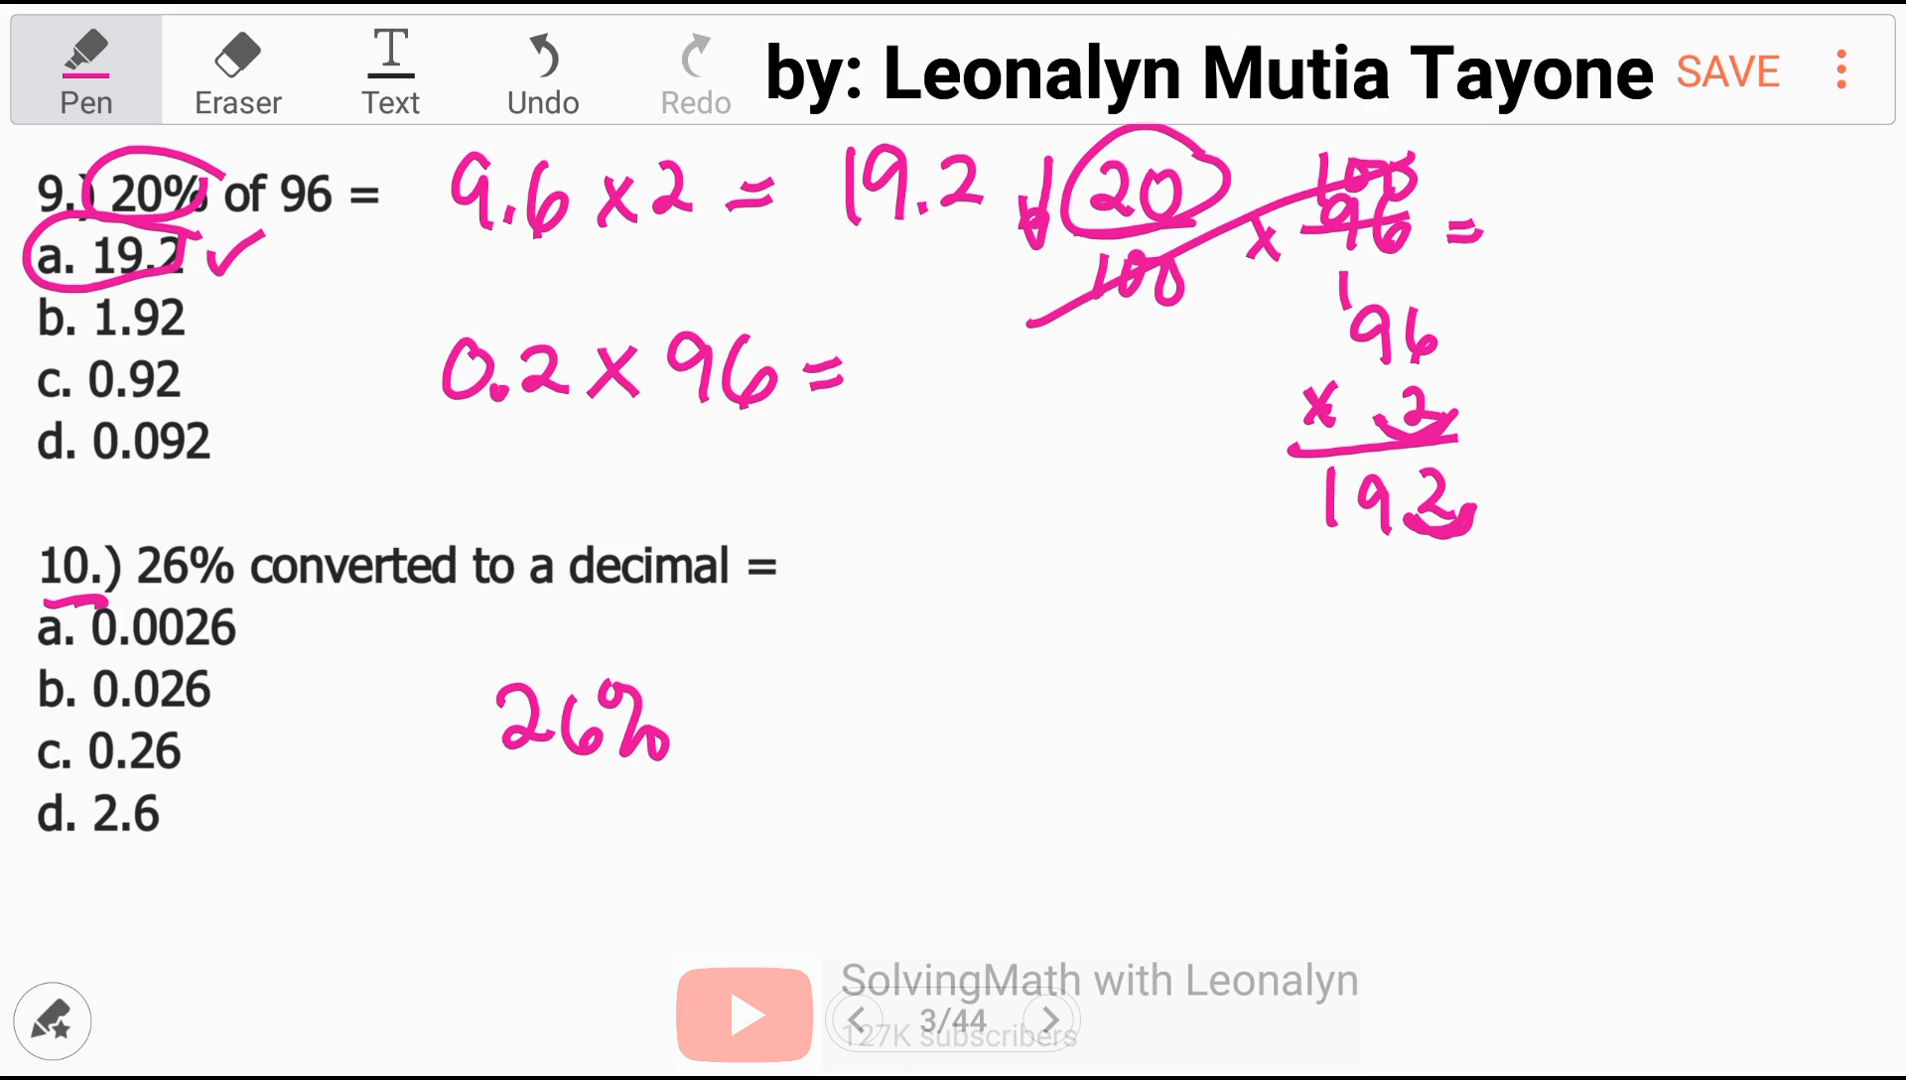 Pen Eraser Text Undo Redo by: Leonalyn Mutia Tayone SAVE
9.) 20% of 96 = 9.6 x 2 = 19.2
20/100 x 96/100 =
a. 19.2
b. 1.92
c. 0.92
d. 0.092
0.2 x 96 =
1
96
x .2
192
10.) 26% converted to a decimal =
a. 0.0026
b. 0.026
c. 0.26
d. 2.6
26%
SolvingMath with Leonalyn
127K subscribers
3/44